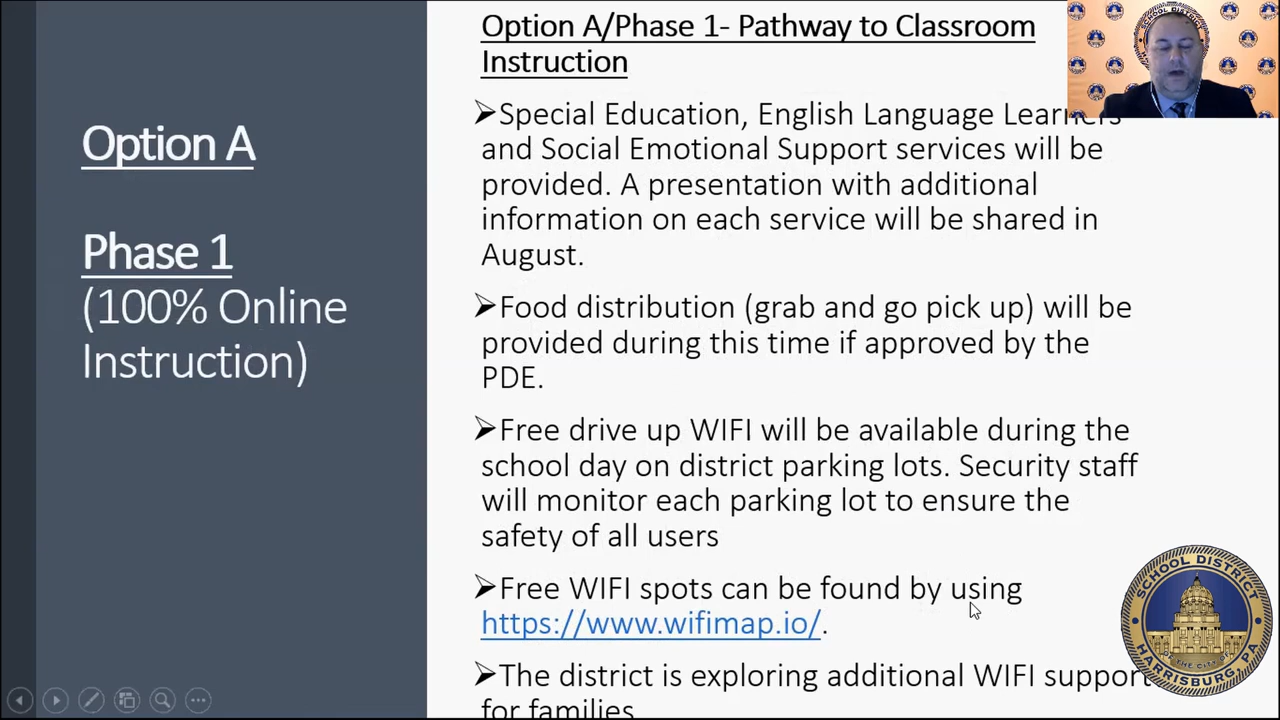 Option A
Phase 1
(100% Online
Instruction)
Option A/Phase 1- Pathway to Classroom
Instruction
➢Special Education, English Language Learners
and Social Emotional Support services will be
provided. A presentation with additional
information on each service will be shared in
August.
➢Food distribution (grab and go pick up) will be
provided during this time if approved by the
PDE.
➢Free drive up WIFI will be available during the
school day on district parking lots. Security staff
will monitor each parking lot to ensure the
safety of all users
➢Free WIFI spots can be found by using
https://www.wifimap.io/.
➢The district is exploring additional WIFI support
for families
SCHOOL DISTRICT
OF THE CITY OF
HARRISBURG, PA